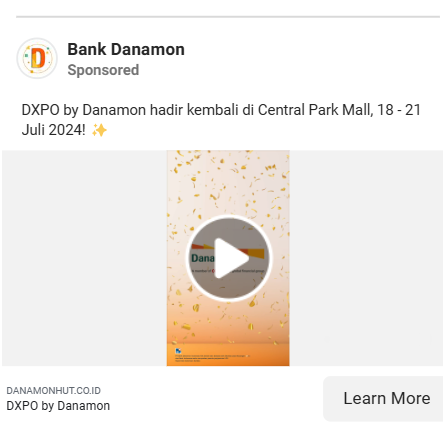 Bank Danamon
Sponsored
DXPO by Danamon hadir kembali di Central Park Mall, 18 - 21
Juli 2024! ✨
Dana
DANAMONHUT.CO.ID
DXPO by Danamon
Learn More